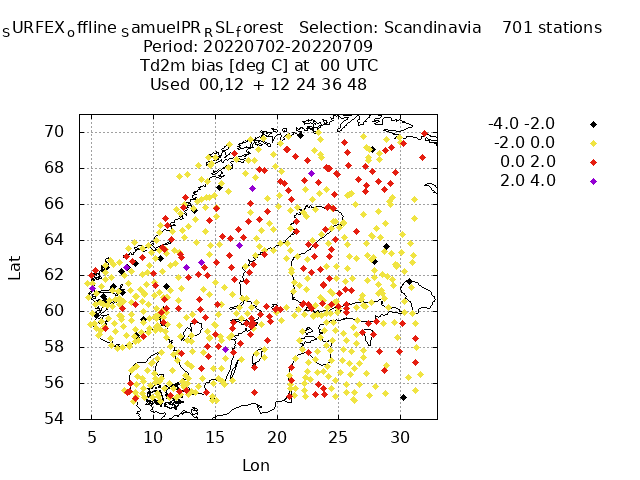 SURFEXoffline SamuelPRRSLforest Selection: Scandinavia 701 stations
Period: 20220702-20220709
Td2m bias [deg C] at 00 UTC
Used 00,12 + 12 24 36 48
-4.0 -2.0
-2.0 0.0
0.0 2.0
2.0 4.0
70
68
66
64
62
60
58
56
54
Lat
5 10 15 20 25 30
Lon